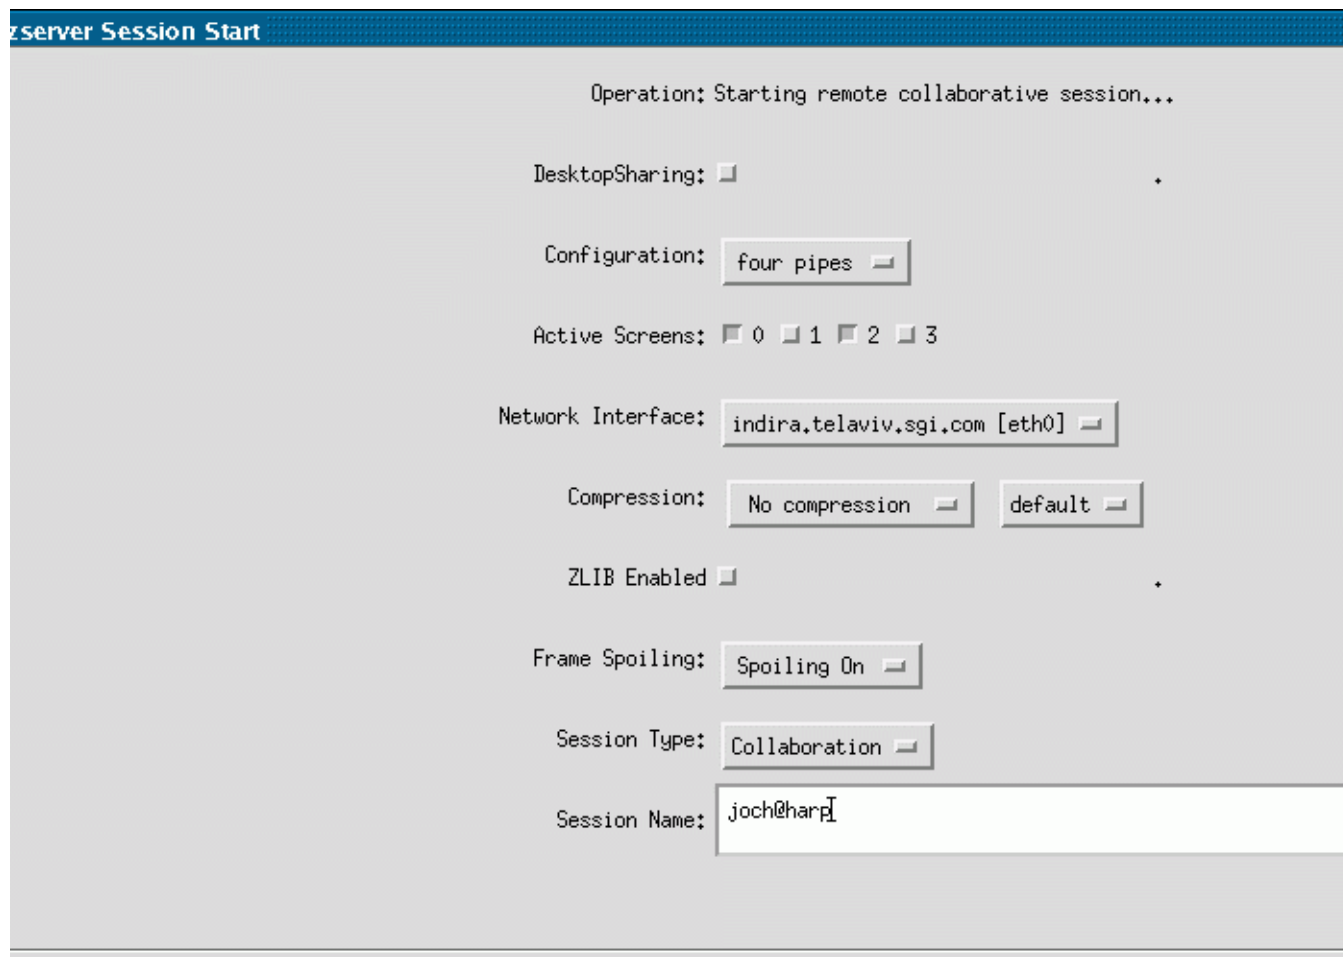 zserver Session Start
Operation: Starting remote collaborative session...
DesktopSharing: .
Configuration: four pipes
Active Screens: 0 1 2 3
Network Interface: indira.telaviv.sgi.com [eth0]
Compression: No compression default
ZLIB Enabled .
Frame Spoiling: Spoiling On
Session Type: Collaboration
Session Name: joch@harp